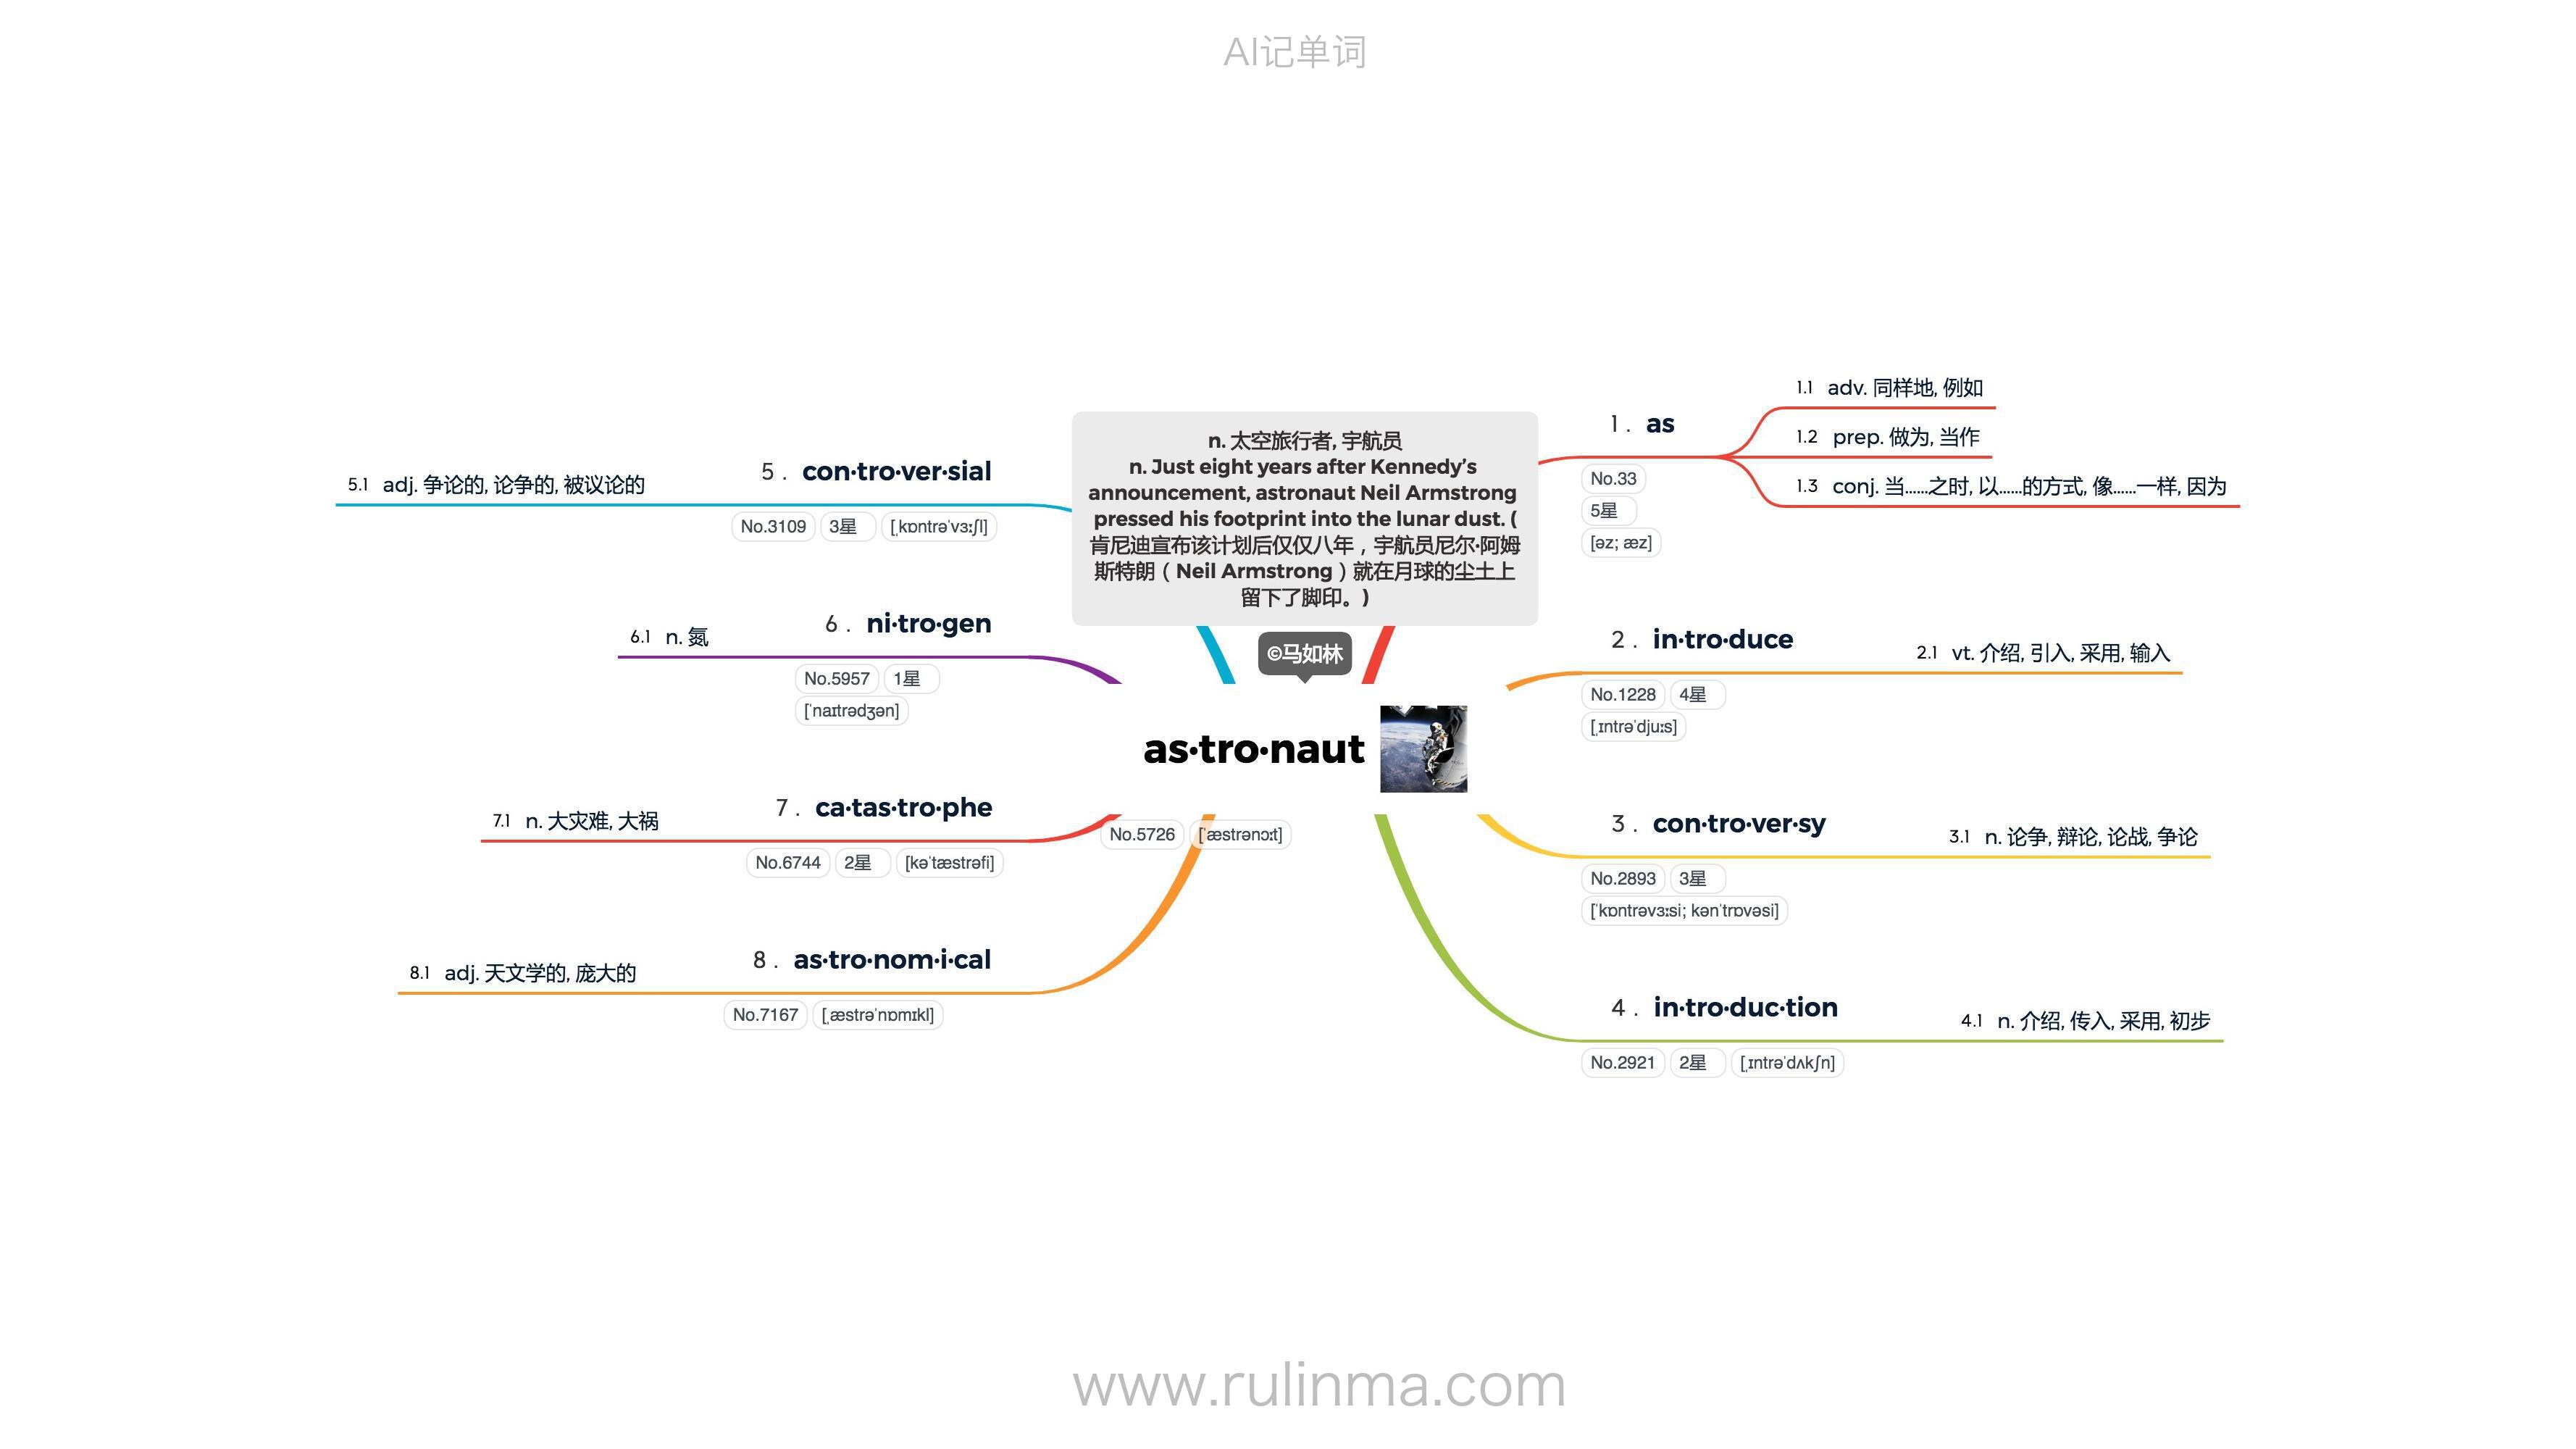 AI记单词
n. 太空旅行者, 宇航员
n. Just eight years after Kennedy’s
announcement, astronaut Neil Armstrong
pressed his footprint into the lunar dust. (
肯尼迪宣布该计划后仅仅八年，宇航员尼尔·阿姆
斯特朗（Neil Armstrong）就在月球的尘土上
留下了脚印。)
©马如林
as·tro·naut
No.5726 [ˈæstrənɔːt]
1. as
No.33
5星
[əz; æz]
1.1 adv. 同样地, 例如
1.2 prep. 做为, 当作
1.3 conj. 当……之时, 以……的方式, 像……一样, 因为
2. in·tro·duce
No.1228 4星
[ˌɪntrəˈdjuːs]
2.1 vt. 介绍, 引入, 采用, 输入
3. con·tro·ver·sy
No.2893 3星
[ˈkɒntrəvɜːsi; kənˈtrɒvəsi]
3.1 n. 论争, 辩论, 论战, 争论
4. in·tro·duc·tion
No.2921 2星 [ˌɪntrəˈdʌkʃn]
4.1 n. 介绍, 传入, 采用, 初步
5. con·tro·ver·sial
No.3109 3星 [ˌkɒntrəˈvɜːʃl]
5.1 adj. 争论的, 论争的, 被议论的
6. ni·tro·gen
No.5957 1星
[ˈnaɪtrədʒən]
6.1 n. 氮
7. ca·tas·tro·phe
No.6744 2星 [kəˈtæstrəfi]
7.1 n. 大灾难, 大祸
8. as·tro·nom·i·cal
No.7167 [ˌæstrəˈnɒmɪkl]
8.1 adj. 天文学的, 庞大的
www.rulinma.com